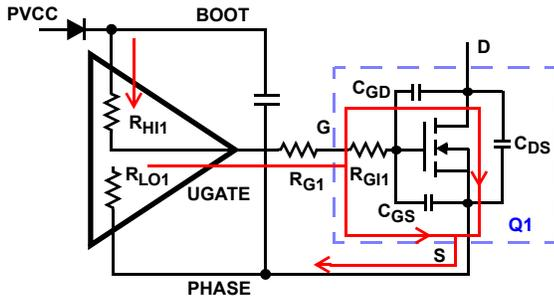 PVCC
BOOT
D
CGD
RHI1
G
CDS
RLO1
RG1
RGI1
UGATE
CGS
Q1
S
PHASE